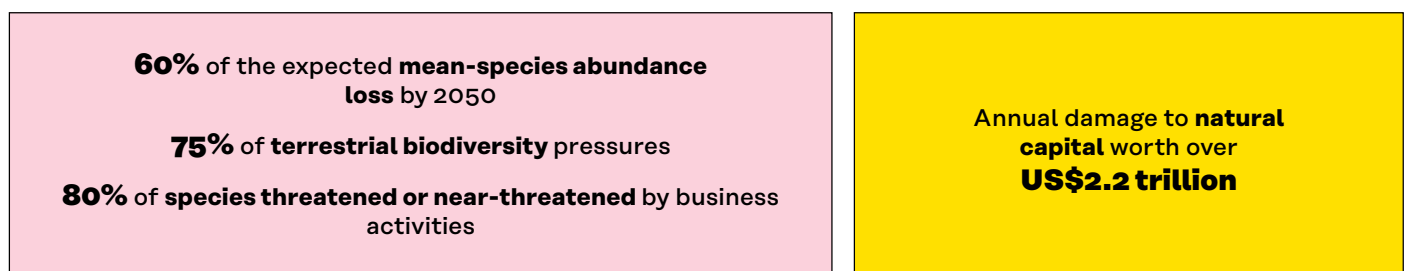 60% of the expected mean-species abundance
loss by 2050
75% of terrestrial biodiversity pressures
80% of species threatened or near-threatened by business
activities
Annual damage to natural
capital worth over
US$2.2 trillion